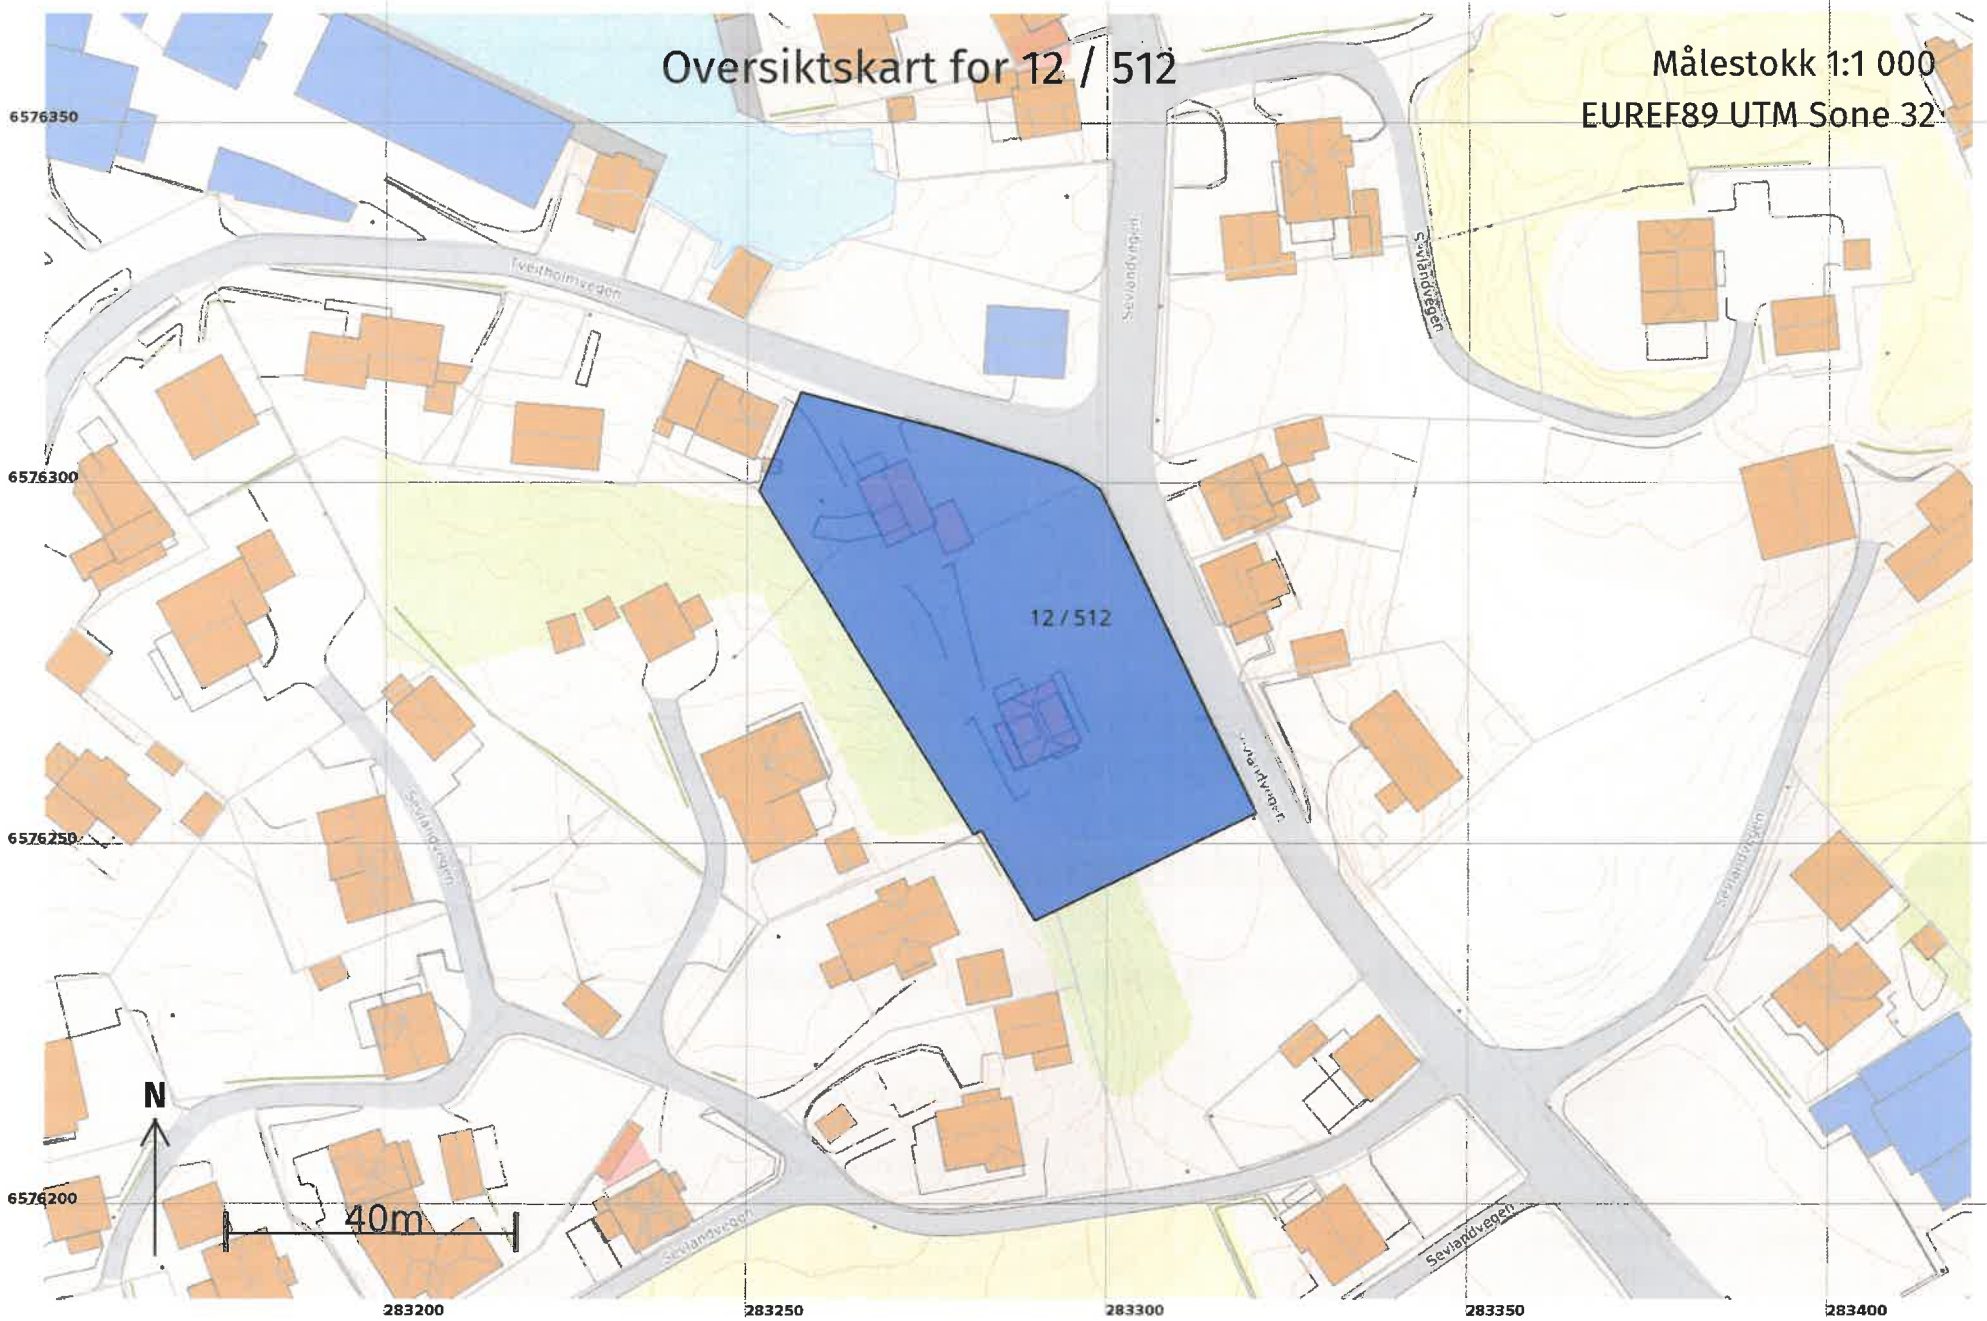 Oversiktskart for 12 / 512
Målestokk 1:1 000
EUREF89 UTM Sone 32
6576350
Sevlandvegen
Sevlandvegen
Tveitholmvegen
6576300
12 / 512
Sevlandvegen
Sevlandvegen
Sevlandvegen
6576250
N
6576200
40m
Sevlandvegen
Sevlandvegen
283200
283250
283300
283350
283400